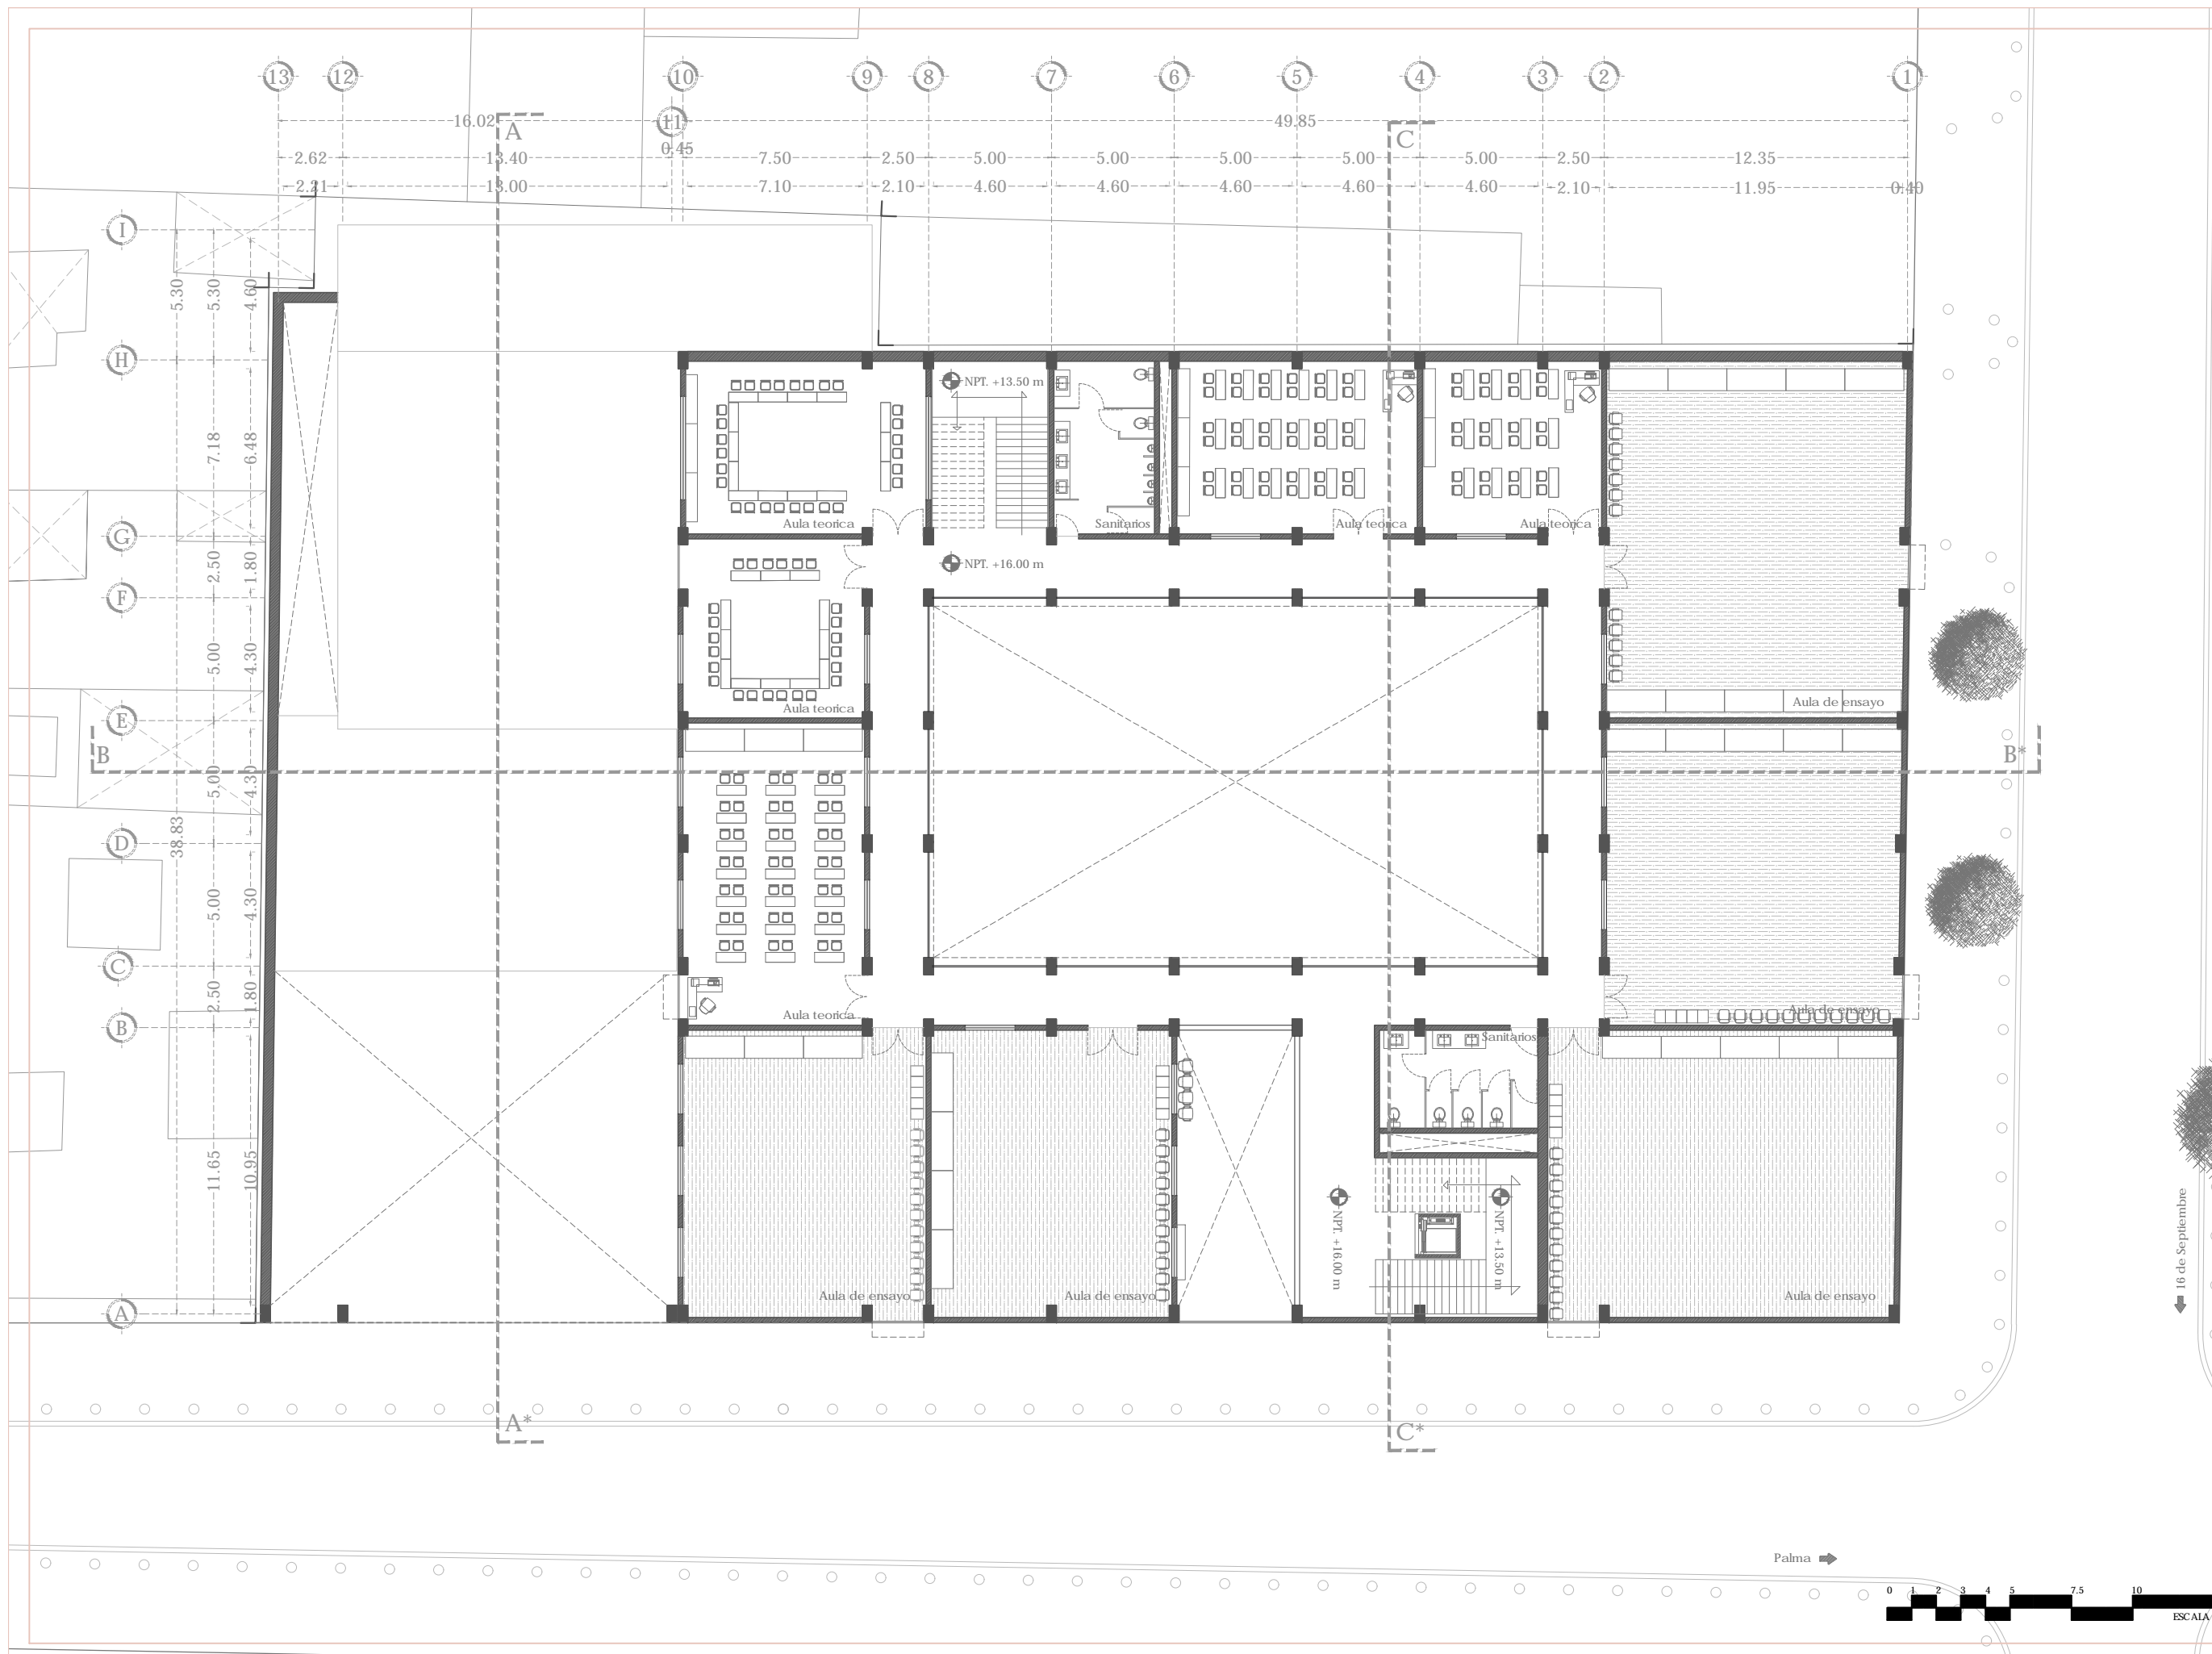 13 12 10 9 8 7 6 5 4 3 2 1
16.02 11 49.85
A C
0.45
2.62 13.40 7.50 2.50 5.00 5.00 5.00 5.00 5.00 2.50 12.35
2.21 13.00 7.10 2.10 4.60 4.60 4.60 4.60 4.60 2.10 11.95 0.40
I
5.30 5.30 4.60
H
NPT. +13.50 m
7.18 6.48
Aula teorica Sanitarios Aula teorica Aula teorica
G
NPT. +16.00 m
2.50 1.80
F
5.00 4.30
Aula teorica Aula de ensayo
E
B B*
5.00 4.30
38.83
D
5.00 4.30
C
2.50 1.80
Aula teorica Aula de ensayo
B
Sanitarios
11.65 10.95
NPT. +16.00 m
NPT. +13.50 m
16 de Septiembre
Aula de ensayo Aula de ensayo Aula de ensayo
A
A* C*
Palma
0 1 2 3 4 5 7.5 10
ESCALA